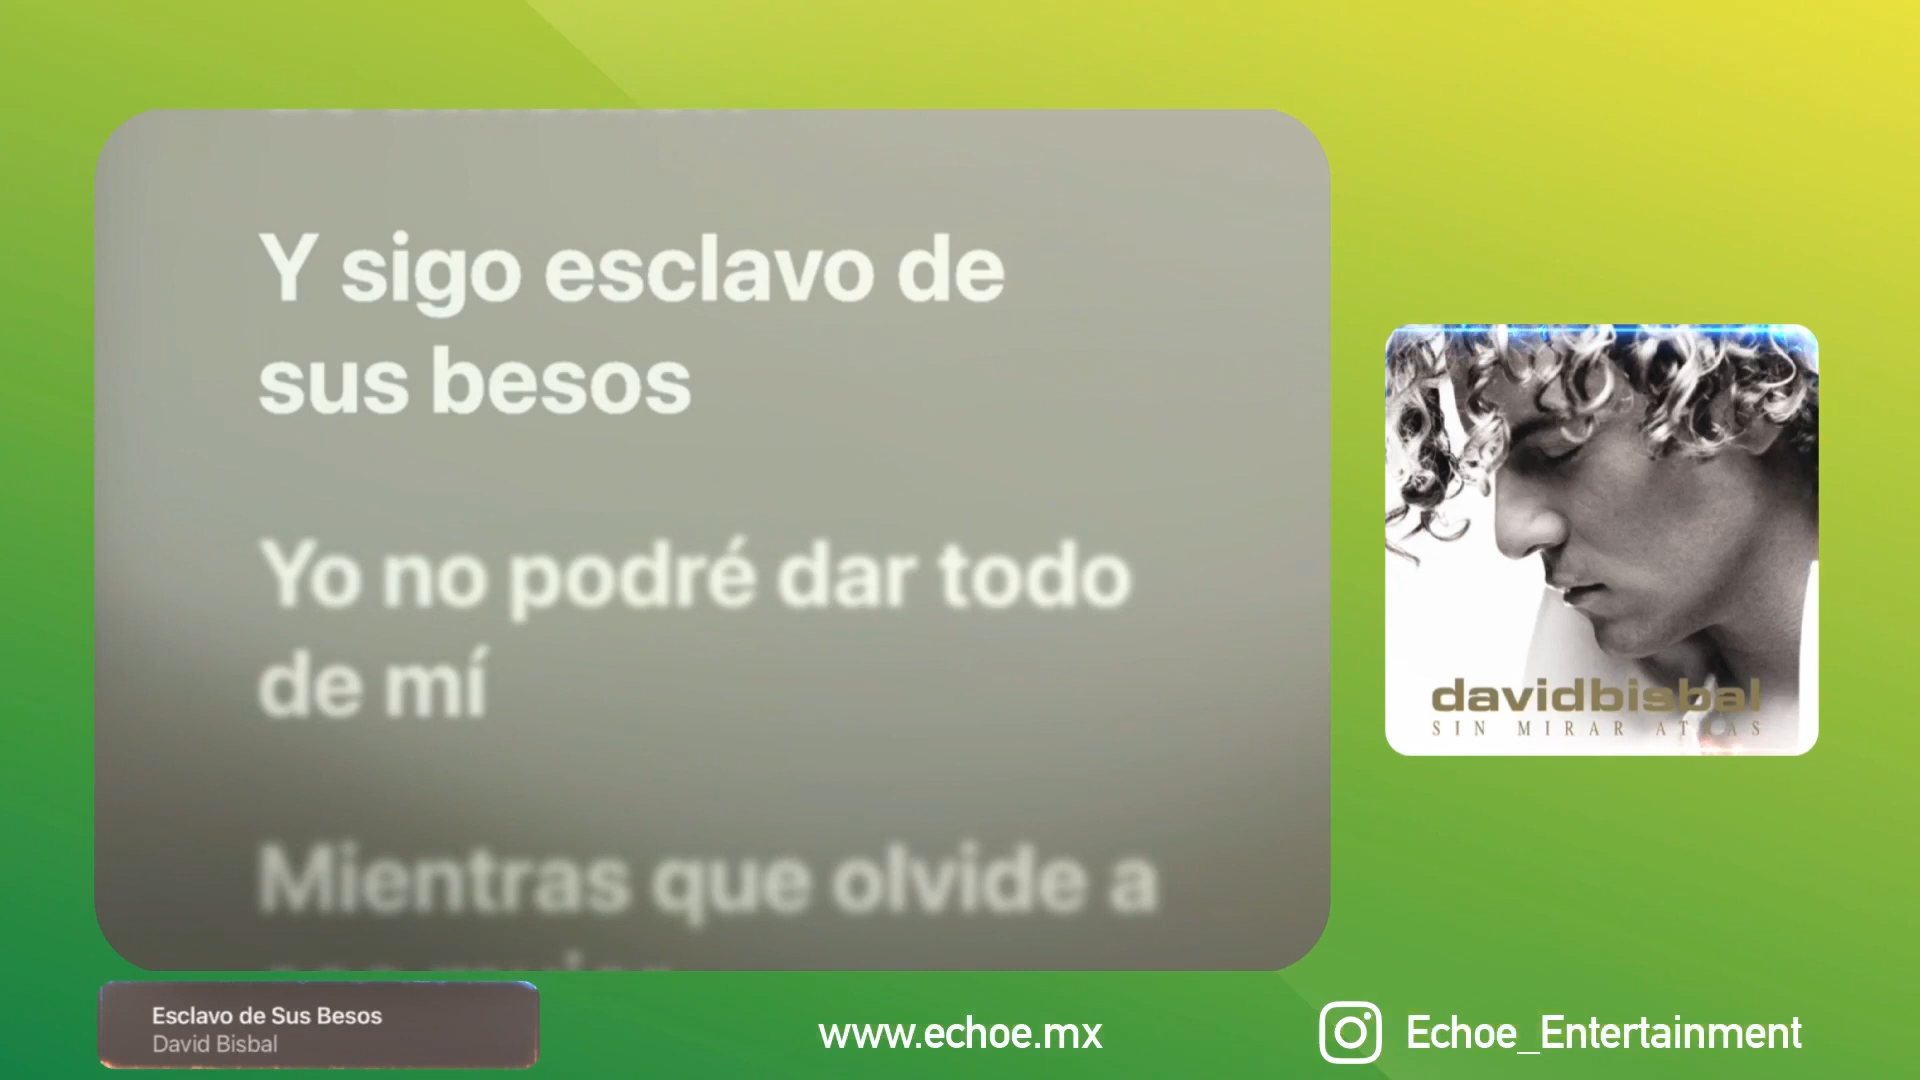 Y sigo esclavo de
sus besos
Yo no podré dar todo
de mí
Mientras que olvide a
davidbisbal
SIN MIRAR ATRAS
Esclavo de Sus Besos
David Bisbal
www.echoe.mx
Echoe_Entertainment